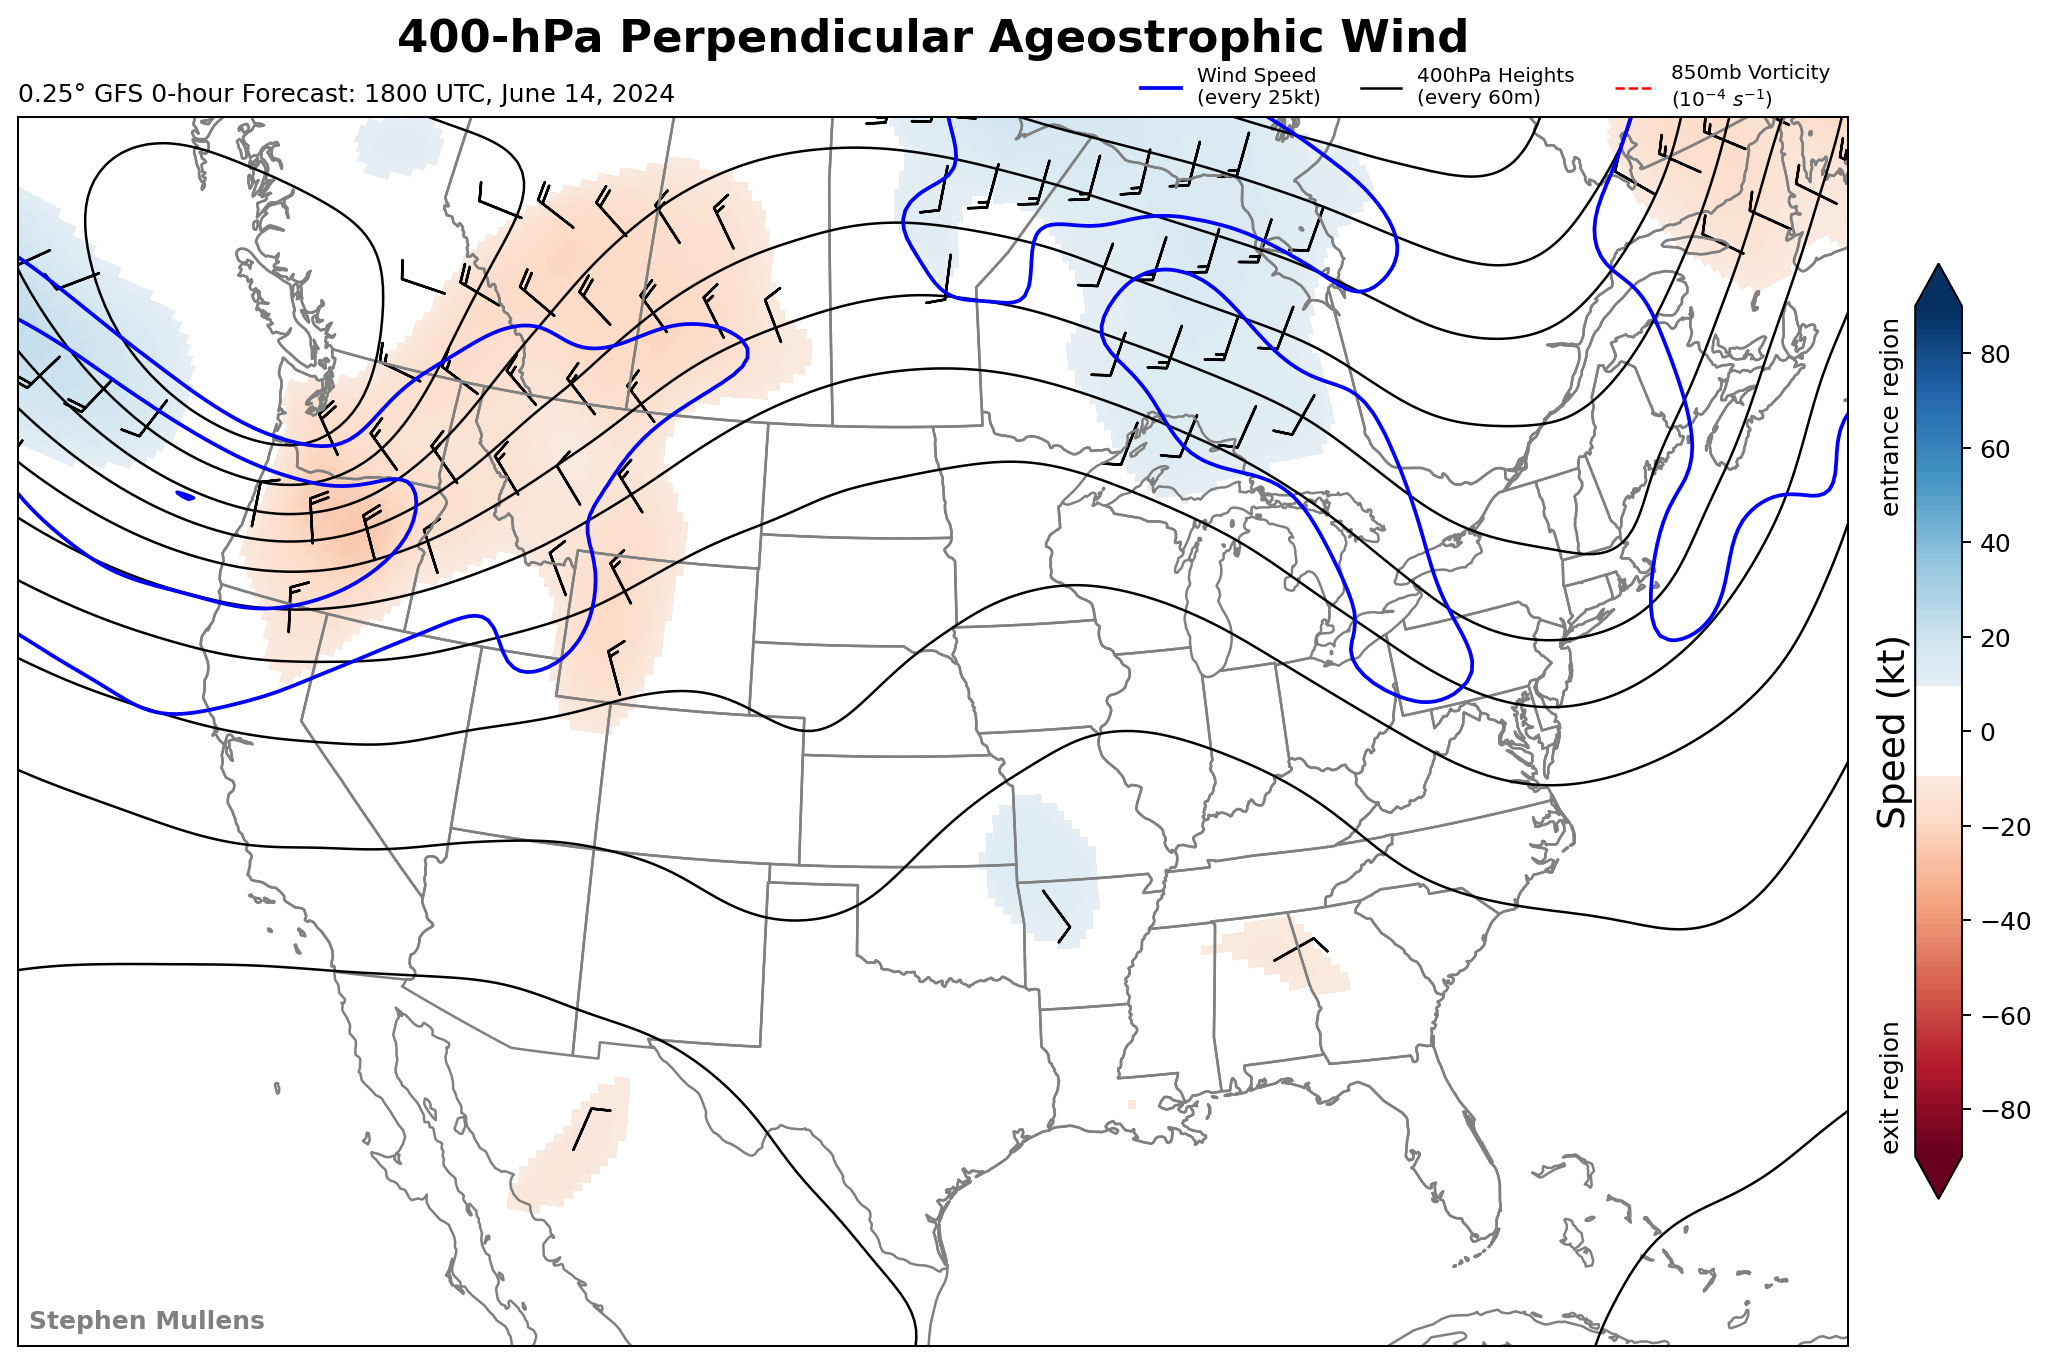 400-hPa Perpendicular Ageostrophic Wind
0.25° GFS 0-hour Forecast: 1800 UTC, June 14, 2024
Wind Speed
(every 25kt)
400hPa Heights
(every 60m)
850mb Vorticity
(10⁻⁴ s⁻¹)
entrance region
Speed (kt)
exit region
80
60
40
20
0
−20
−40
−60
−80
Stephen Mullens